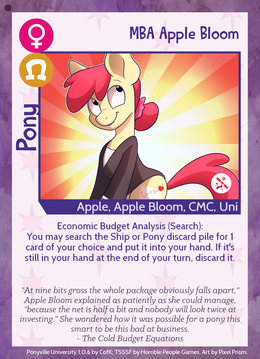 MBA Apple Bloom
Pony
Apple, Apple Bloom, CMC, Uni
Economic Budget Analysis (Search):
You may search the Ship or Pony discard pile for 1
card of your choice and put it into your hand. If it's
still in your hand at the end of your turn, discard it.
"At nine bits gross the whole package obviously falls apart,"
Apple Bloom explained as patiently as she could manage,
"because the net is half a bit and nobody will look twice at
investing." She wondered how it was possible for a pony this
smart to be this bad at business.
- The Cold Budget Equations
Ponyville University 1.0.6 by CofK, TSSSF by Horrible People Games. Art by Pixel Prism.